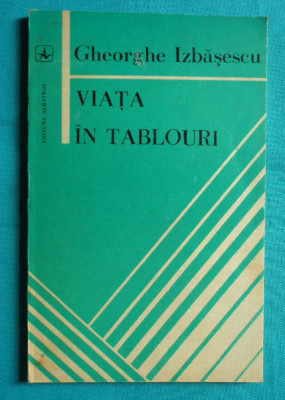 Gheorghe Izbășescu
EDITURA ALBATROS
VIAȚA
ÎN TABLOURI